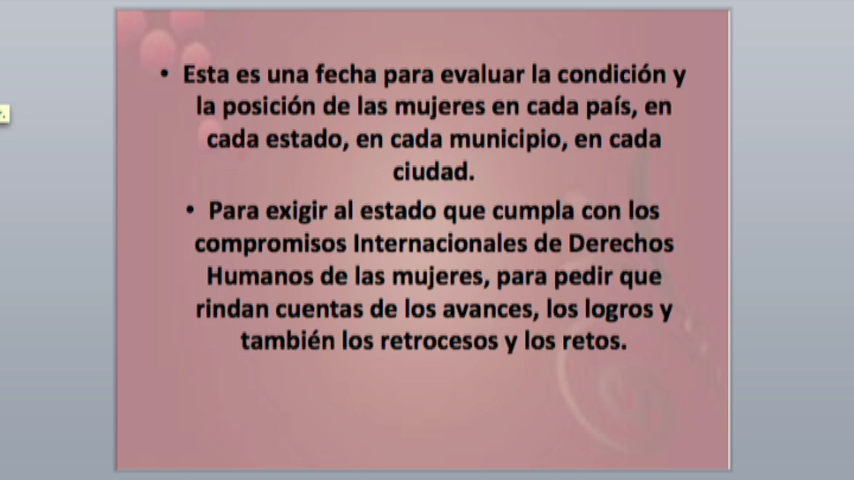 • Esta es una fecha para evaluar la condición y
la posición de las mujeres en cada país, en
cada estado, en cada municipio, en cada
ciudad.
• Para exigir al estado que cumpla con los
compromisos Internacionales de Derechos
Humanos de las mujeres, para pedir que
rindan cuentas de los avances, los logros y
también los retrocesos y los retos.